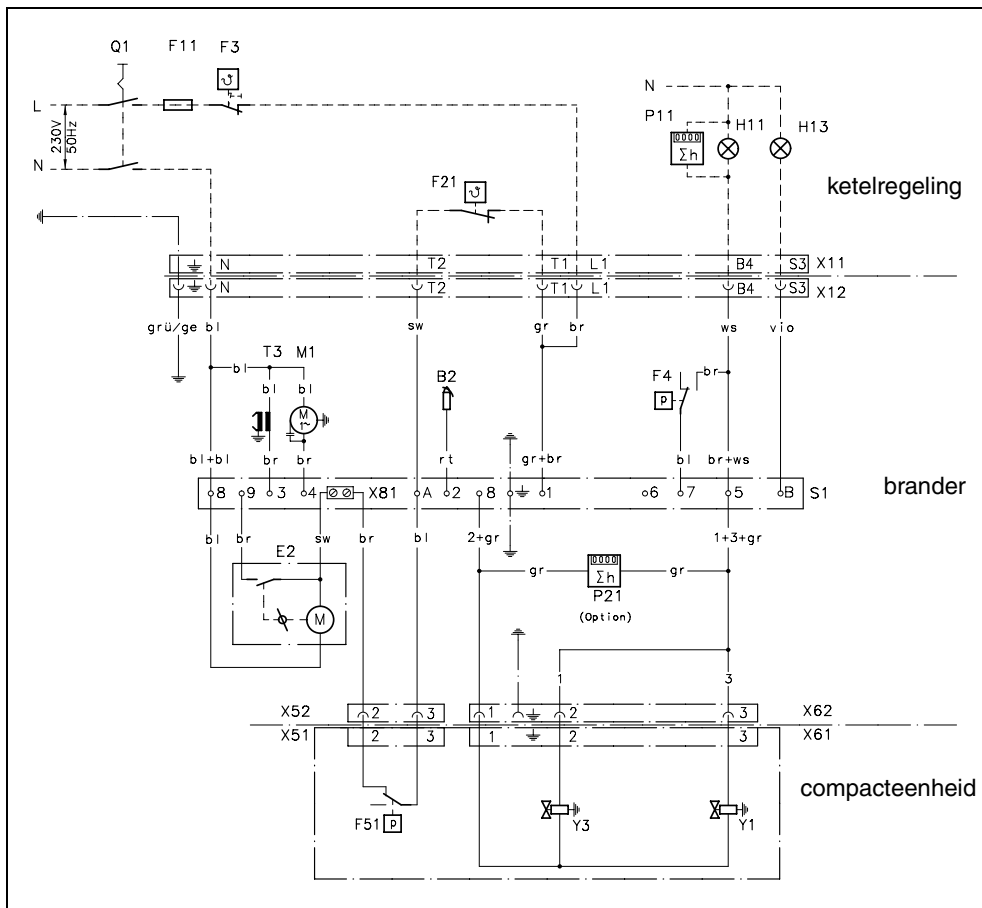 Q1 F11 F3
N
P11 H11 H13
0000
Σh
L
230V
50Hz
N
ϑ
F21 ϑ
ketelregeling
N T2 T1 L1 B4 S3 X11
N T2 T1 L1 B4 S3 X12
grü/ge bl sw gr br ws vio
T3 M1
bl br
B2 F4
bl bl
p
M
1~
bl+bl br br rt gr+br bl br+ws
8 9 3 4 X81 A 2 8 1 6 7 5 B S1
brander
bl br sw br bl 2+gr 1+3+gr
E2
0000
gr Σh gr
P21
(Option)
M
1 3
X52 2 3 1 2 3 X62
X51 2 3 1 2 3 X61
compacteenheid
F51 p
Y3 Y1